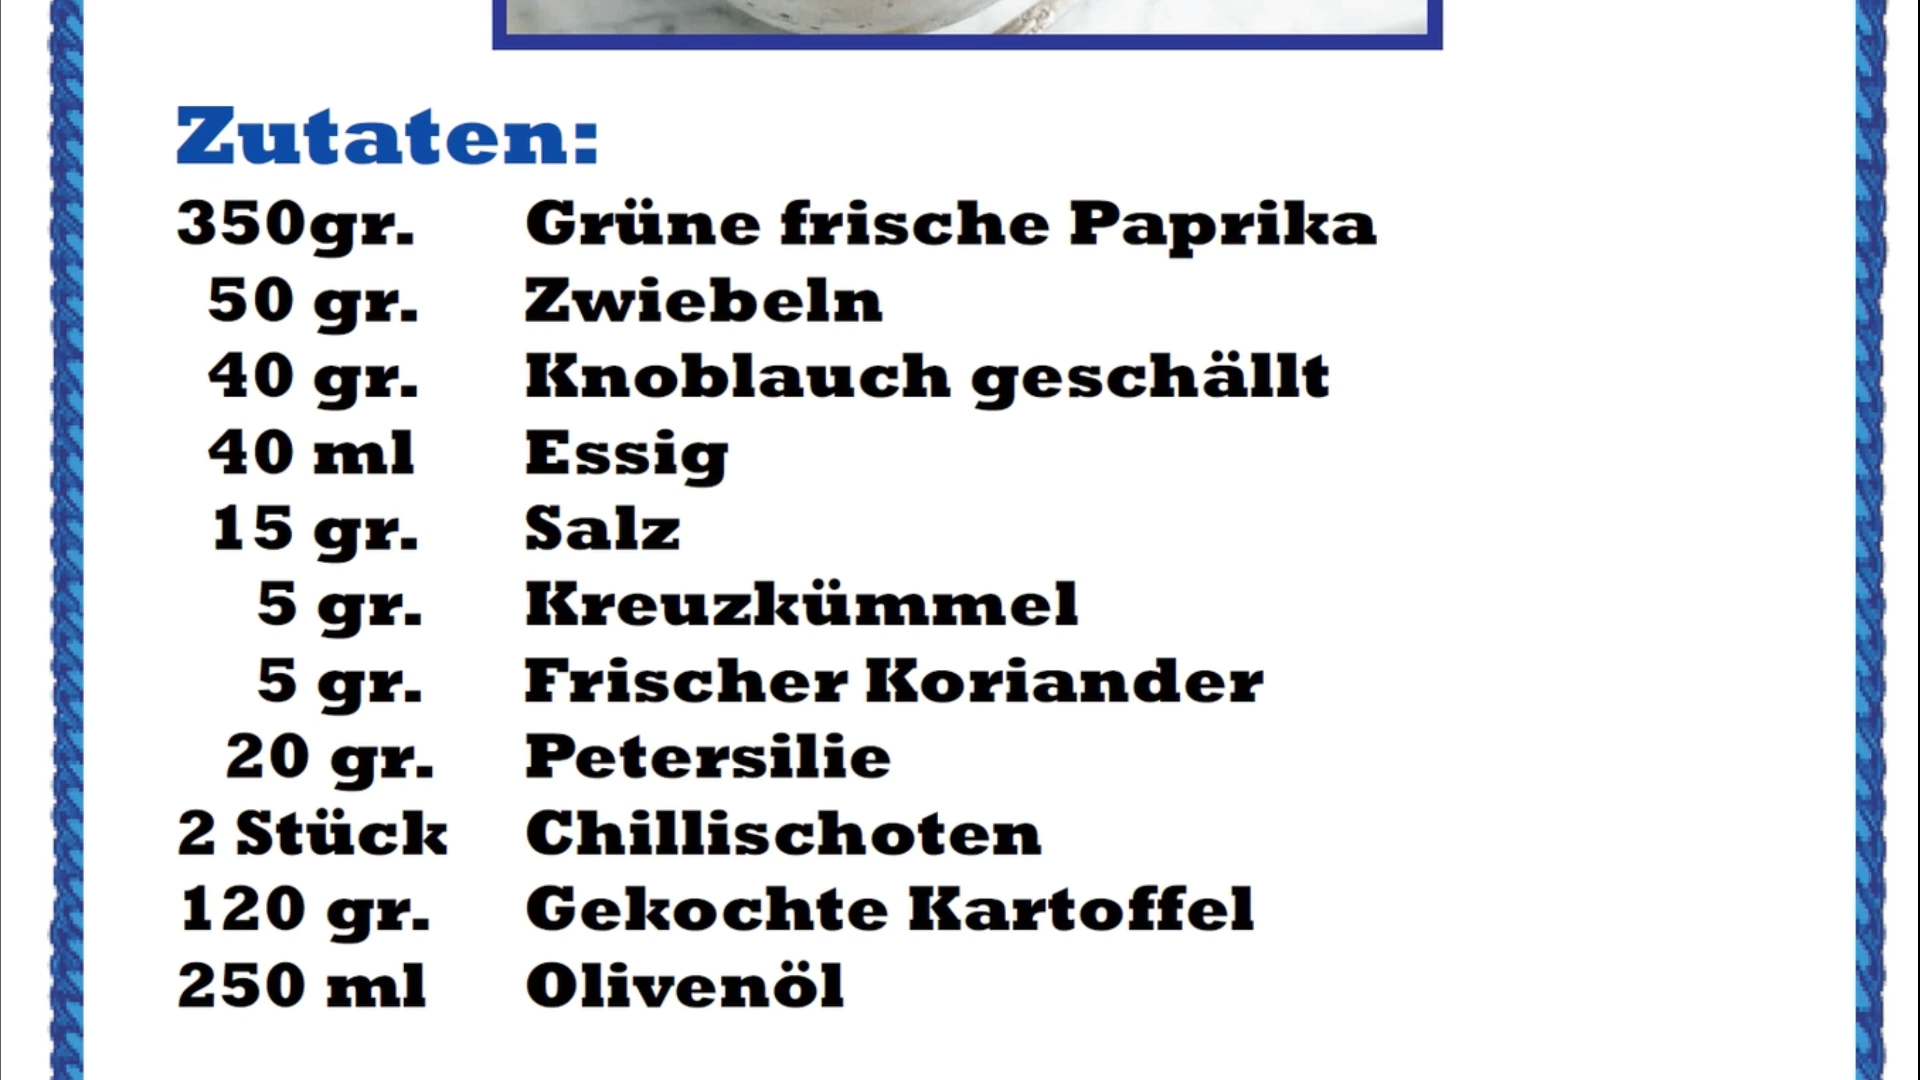 Zutaten:
350gr. Grüne frische Paprika
50 gr. Zwiebeln
40 gr. Knoblauch geschällt
40 ml Essig
15 gr. Salz
5 gr. Kreuzkümmel
5 gr. Frischer Koriander
20 gr. Petersilie
2 Stück Chillischoten
120 gr. Gekochte Kartoffel
250 ml Olivenöl